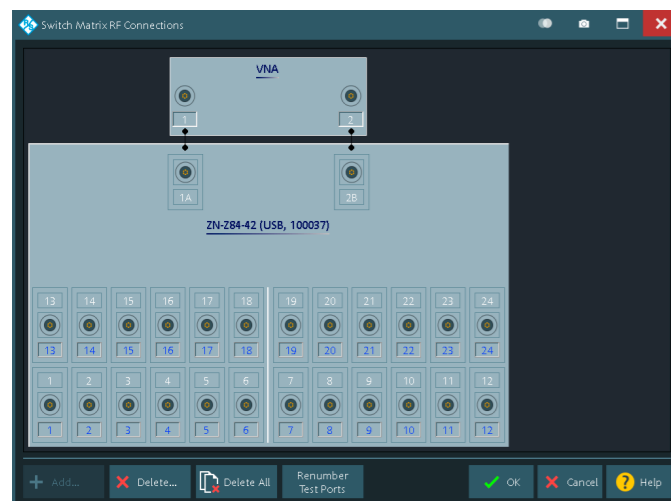 Switch Matrix RF Connections
VNA
1 2
1A 2B
ZN-Z84-42 (USB, 100037)
13 14 15 16 17 18 19 20 21 22 23 24
13 14 15 16 17 18 19 20 21 22 23 24
1 2 3 4 5 6 7 8 9 10 11 12
1 2 3 4 5 6 7 8 9 10 11 12
Add... Delete... Delete All Renumber OK Cancel Help
Test Ports